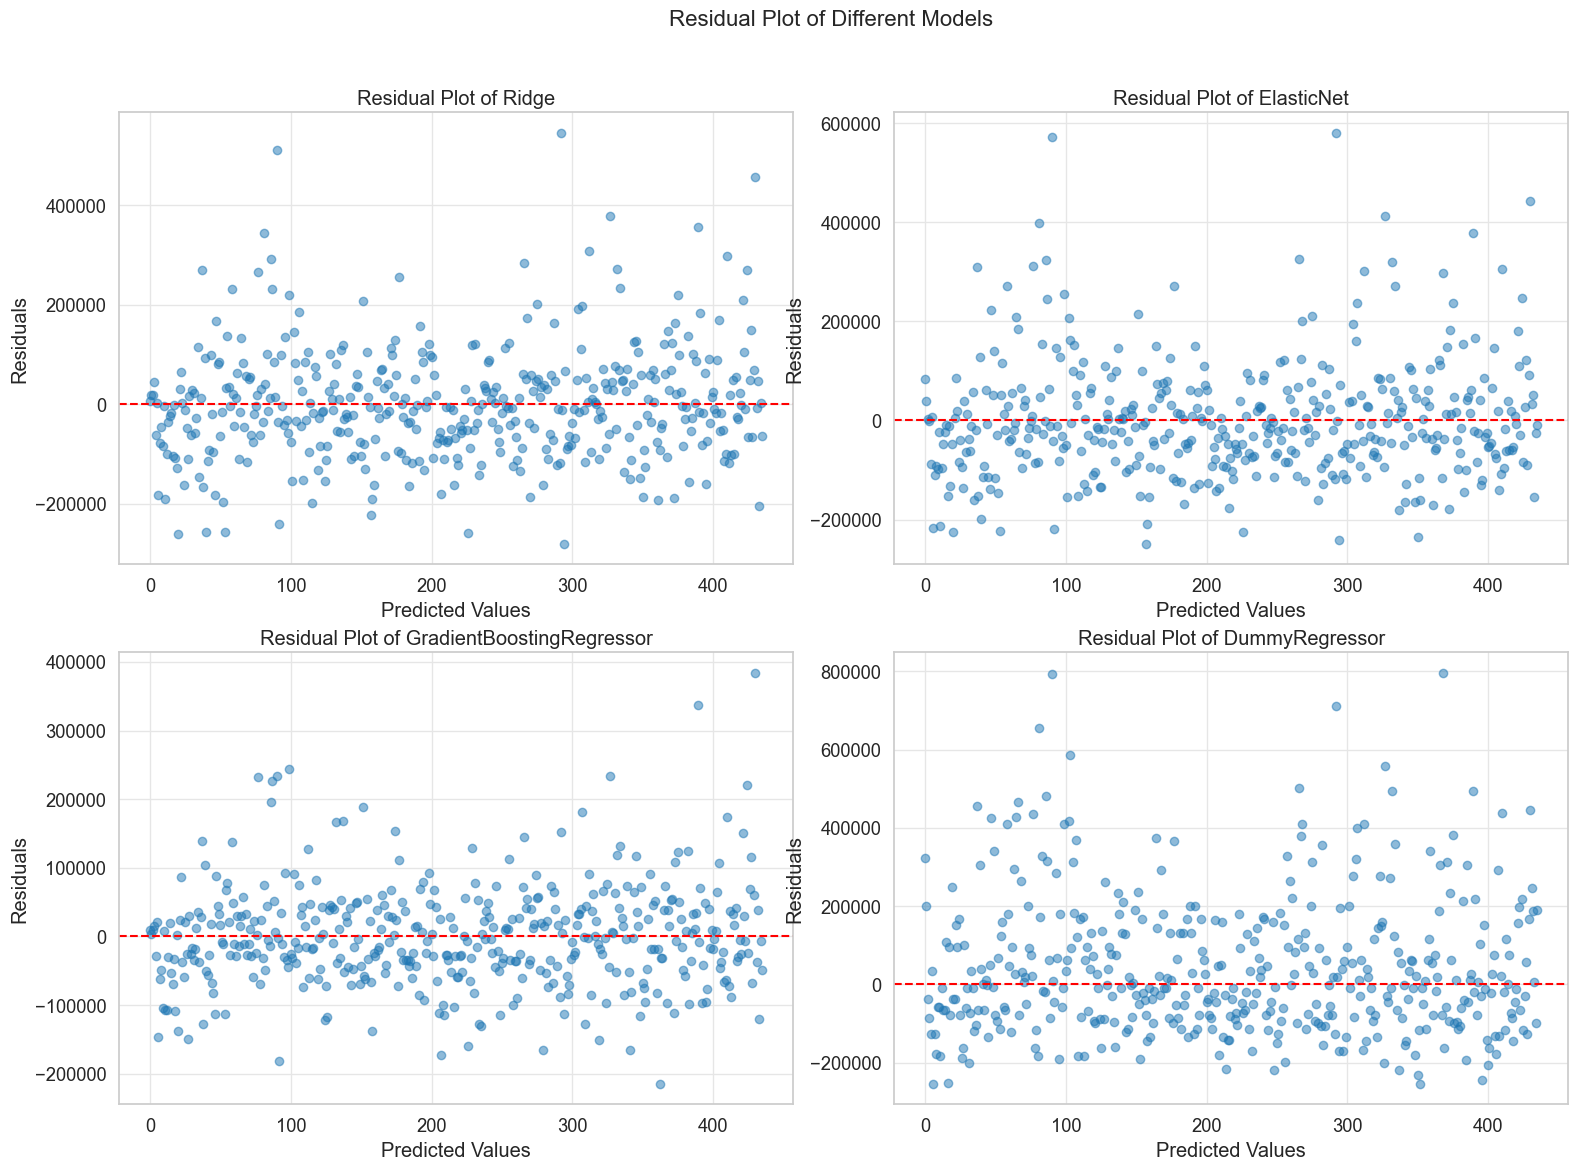 Residual Plot of Different Models
Residual Plot of Ridge
Residuals
400000
200000
0
−200000
0 100 200 300 400
Predicted Values
Residual Plot of ElasticNet
Residuals
600000
400000
200000
0
−200000
0 100 200 300 400
Predicted Values
Residual Plot of GradientBoostingRegressor
Residuals
400000
300000
200000
100000
0
−100000
−200000
0 100 200 300 400
Predicted Values
Residual Plot of DummyRegressor
Residuals
800000
600000
400000
200000
0
−200000
0 100 200 300 400
Predicted Values